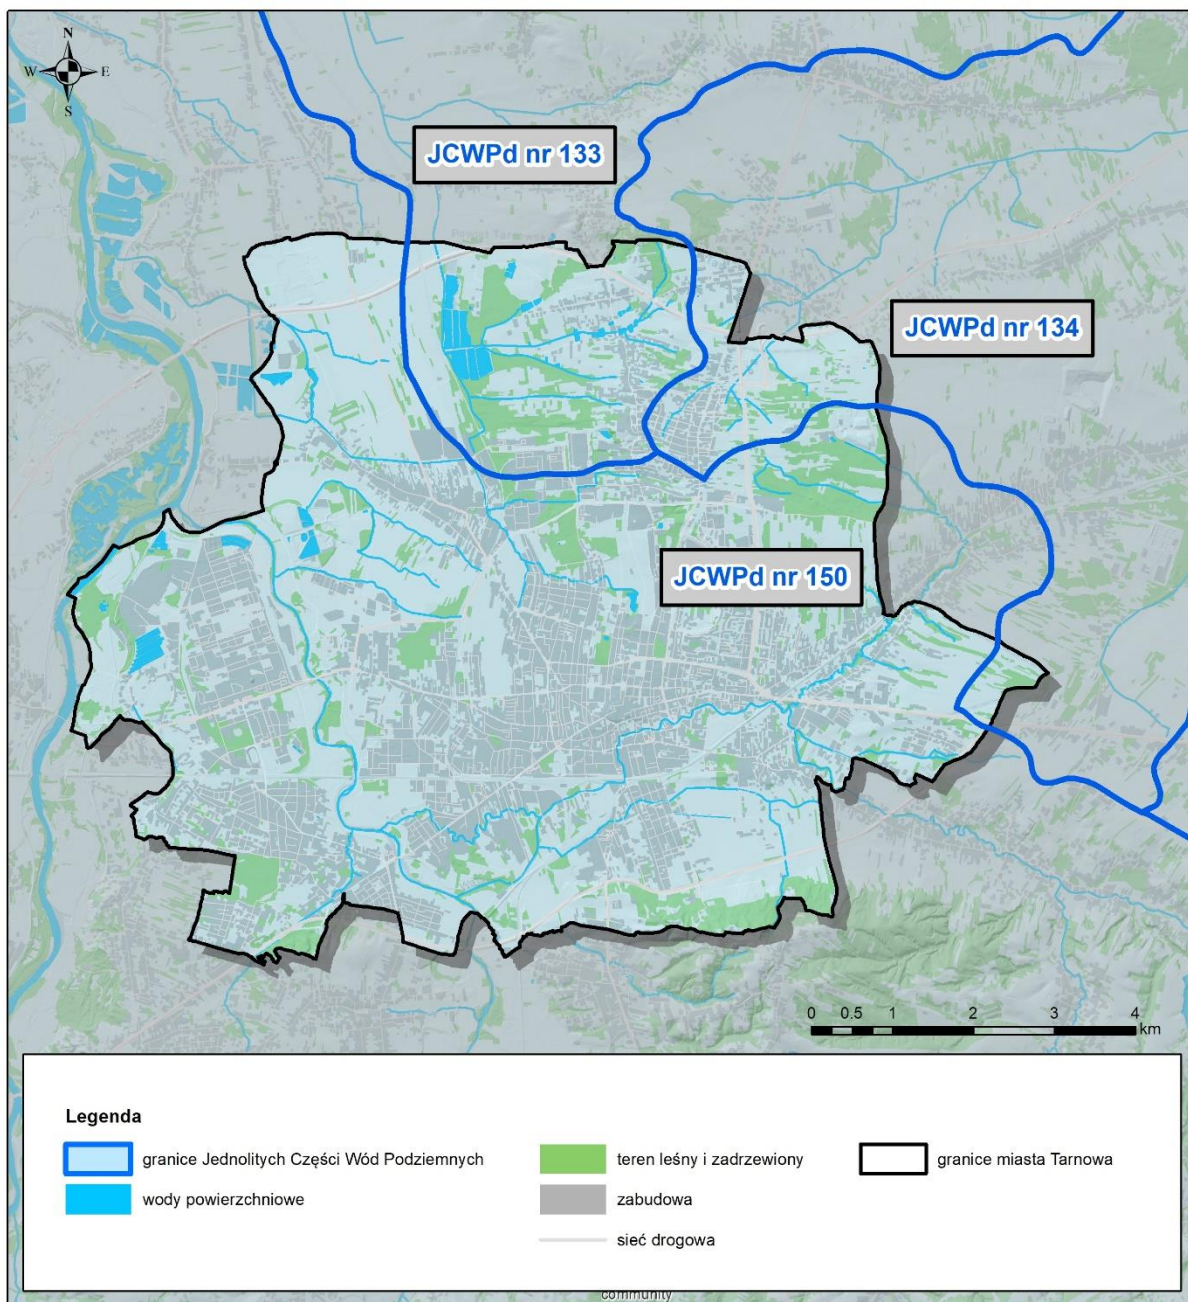 N
W E
S
JCWPd nr 133
JCWPd nr 134
JCWPd nr 150
0 0.5 1 2 3 4
km
Legenda
granice Jednolitych Części Wód Podziemnych
teren leśny i zadrzewiony
granice miasta Tarnowa
wody powierzchniowe
zabudowa
sieć drogowa
community